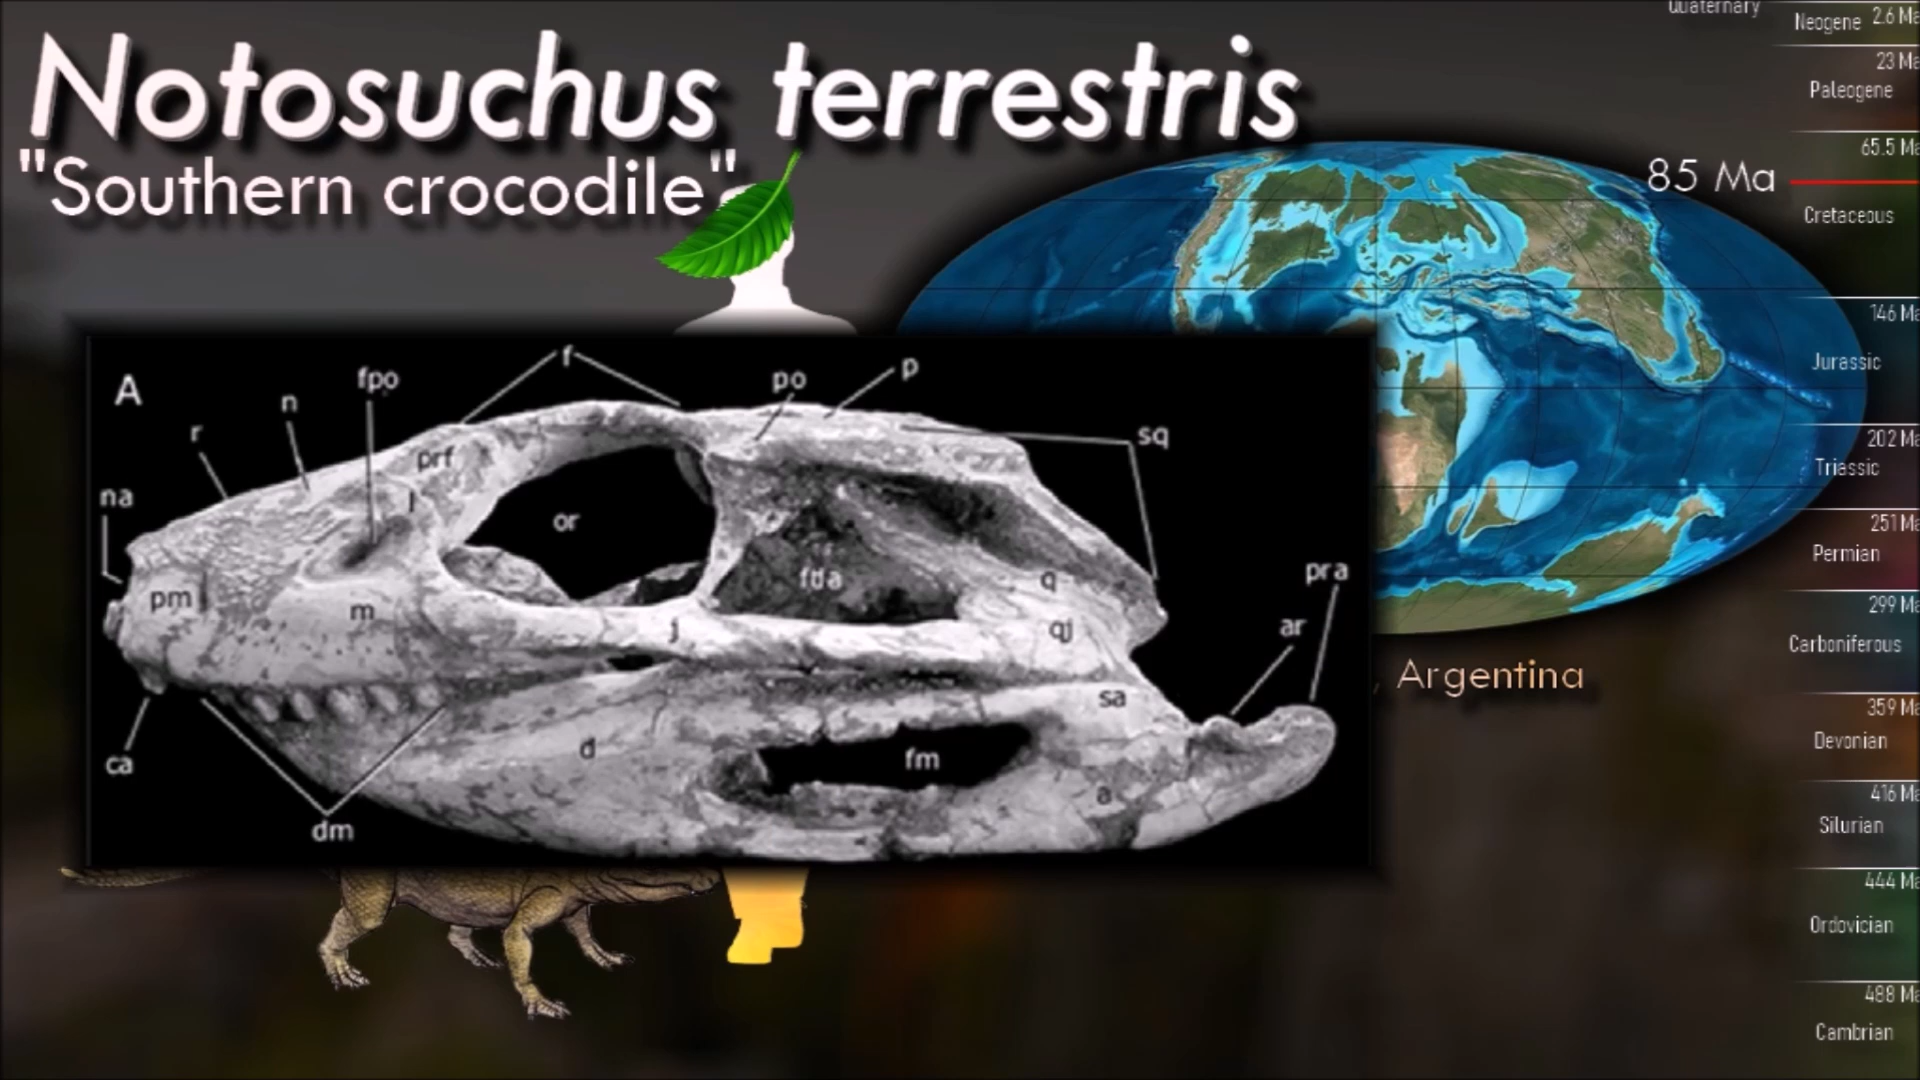 Notosuchus terrestris
"Southern crocodile"
85 Ma
A
fpo
f
po
p
n
r
sq
prf
l
na
or
q
pra
pm
m
j
qj
ar
sa
ca
d
fm
a
dm
, Argentina
Quaternary
Neogene 2.6 Ma
23 Ma
Paleogene
65.5 Ma
Cretaceous
146 Ma
Jurassic
202 Ma
Triassic
251 Ma
Permian
299 Ma
Carboniferous
359 Ma
Devonian
416 Ma
Silurian
444 Ma
Ordovician
488 Ma
Cambrian